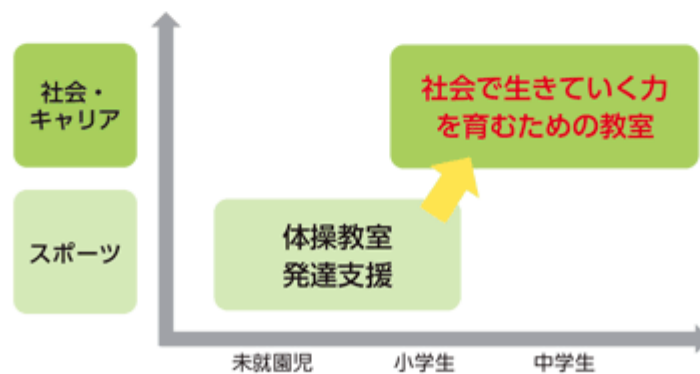 社会・
キャリア
社会で生きていく力
を育むための教室
スポーツ
体操教室
発達支援
未就園児
小学生
中学生